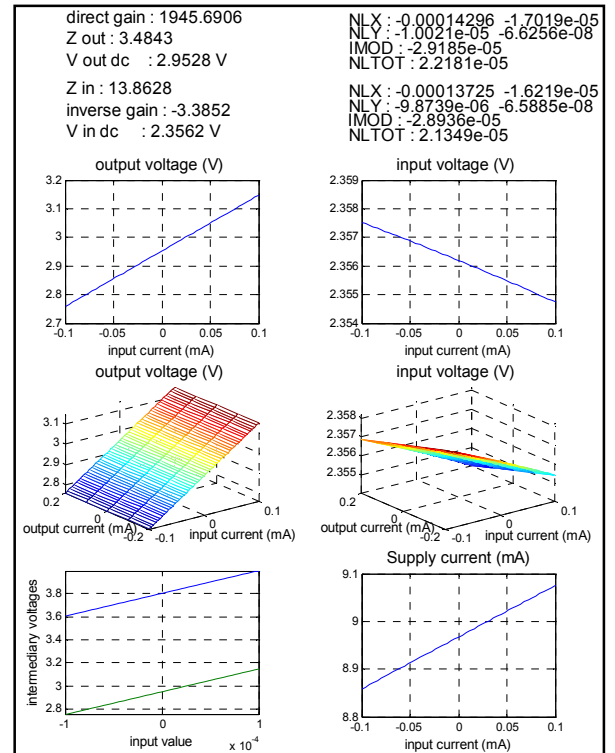 direct gain : 1945.6906
Z out : 3.4843
V out dc : 2.9528 V
Z in : 13.8628
inverse gain : -3.3852
V in dc : 2.3562 V
NLX : -0.00014296 -1.7019e-05
NLY : -1.0021e-05 -6.6256e-08
IMOD : -2.9185e-05
NLTOT : 2.2181e-05
NLX : -0.00013725 -1.6219e-05
NLY : -9.8739e-06 -6.5885e-08
IMOD : -2.8936e-05
NLTOT : 2.1349e-05
output voltage (V)
3.2
3.1
3
2.9
2.8
2.7
-0.1 -0.05 0 0.05 0.1
input current (mA)
input voltage (V)
2.359
2.358
2.357
2.356
2.355
2.354
-0.1 -0.05 0 0.05 0.1
input current (mA)
output voltage (V)
3.1
3
2.9
2.8
0.2
0
-0.2
output current (mA)
-0.1
0
0.1
input current (mA)
input voltage (V)
2.358
2.357
2.356
2.355
0.2
0
-0.2
output current (mA)
-0.1
0
0.1
input current (mA)
intermediary voltages
3.8
3.6
3.4
3.2
3
2.8
-1 0 1
input value
x 10⁻⁴
Supply current (mA)
9.1
9
8.9
8.8
-0.1 -0.05 0 0.05 0.1
input current (mA)